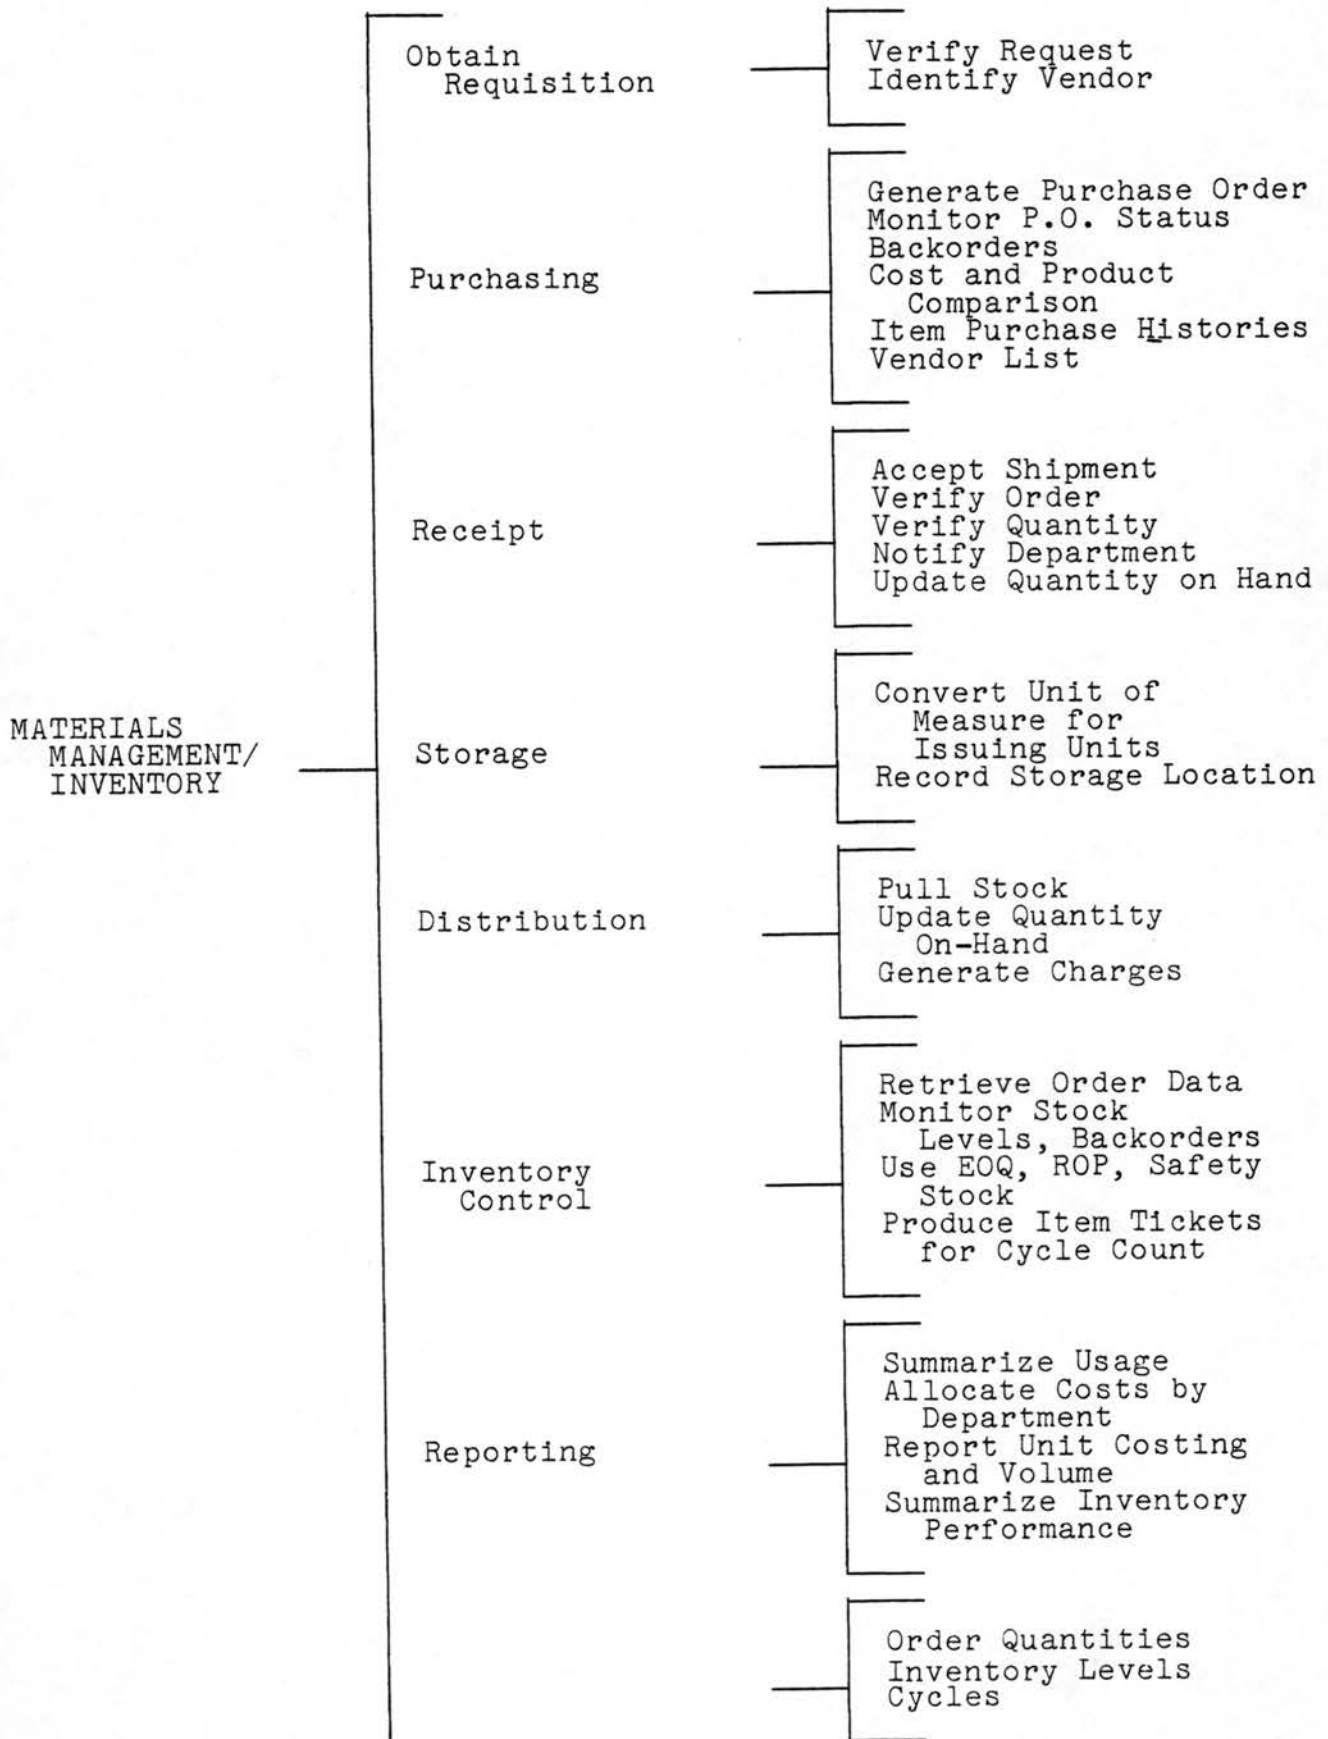 Obtain
Requisition
Verify Request
Identify Vendor
Purchasing
Generate Purchase Order
Monitor P.O. Status
Backorders
Cost and Product
Comparison
Item Purchase Histories
Vendor List
Receipt
Accept Shipment
Verify Order
Verify Quantity
Notify Department
Update Quantity on Hand
MATERIALS
MANAGEMENT/
INVENTORY
Storage
Convert Unit of
Measure for
Issuing Units
Record Storage Location
Distribution
Pull Stock
Update Quantity
On-Hand
Generate Charges
Inventory
Control
Retrieve Order Data
Monitor Stock
Levels, Backorders
Use EOQ, ROP, Safety
Stock
Produce Item Tickets
for Cycle Count
Reporting
Summarize Usage
Allocate Costs by
Department
Report Unit Costing
and Volume
Summarize Inventory
Performance
Order Quantities
Inventory Levels
Cycles